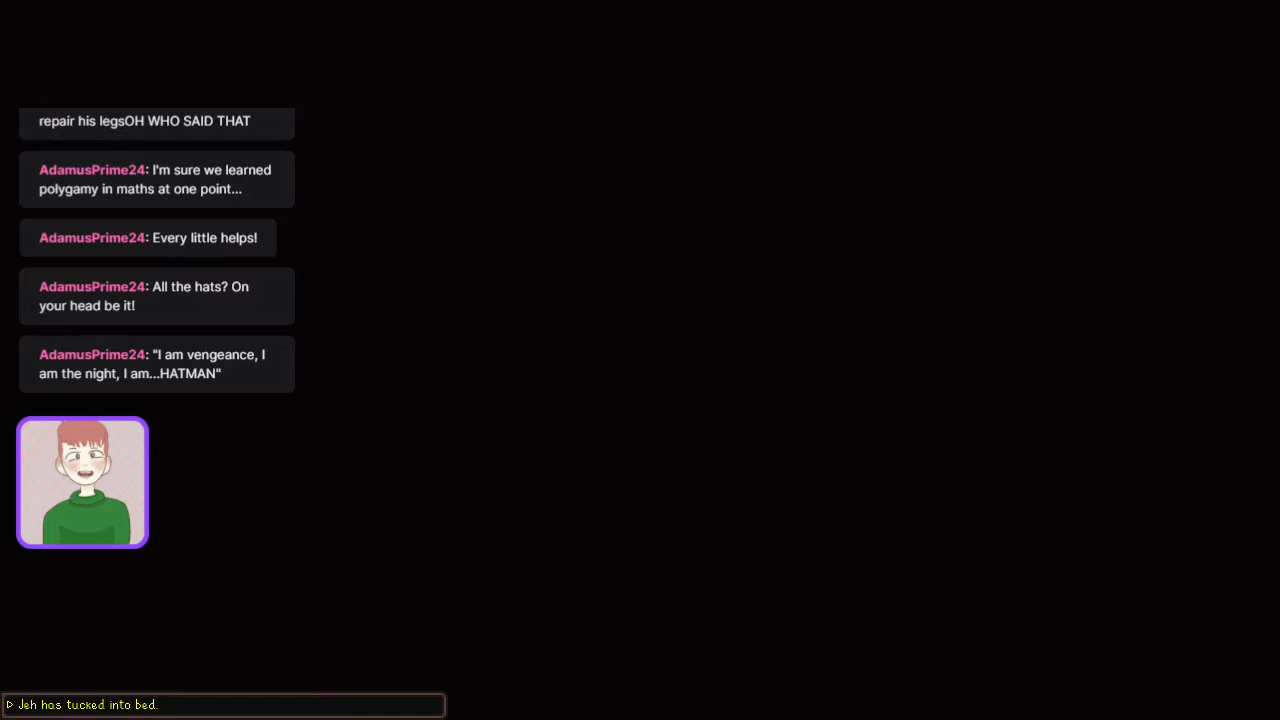 repair his legsOH WHO SAID THAT
AdamusPrime24: I'm sure we learned
polygamy in maths at one point...
AdamusPrime24: Every little helps!
AdamusPrime24: All the hats? On
your head be it!
AdamusPrime24: "I am vengeance, I
am the night, I am...HATMAN"
Jeh has tucked into bed.